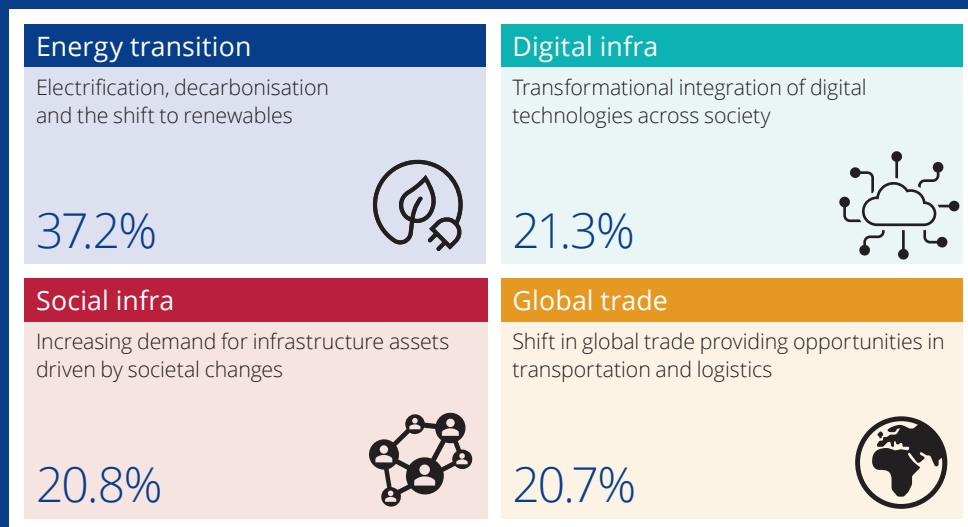 Energy transition
Electrification, decarbonisation
and the shift to renewables
37.2%
Digital infra
Transformational integration of digital
technologies across society
21.3%
Social infra
Increasing demand for infrastructure assets
driven by societal changes
20.8%
Global trade
Shift in global trade providing opportunities in
transportation and logistics
20.7%